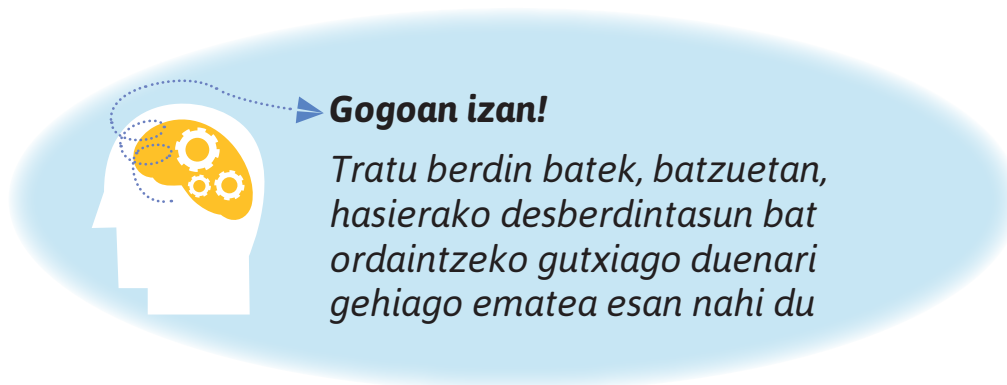 Gogoan izan!
Tratu berdin batek, batzuetan,
hasierako desberdintasun bat
ordaintzeko gutxiago duenari
gehiago ematea esan nahi du